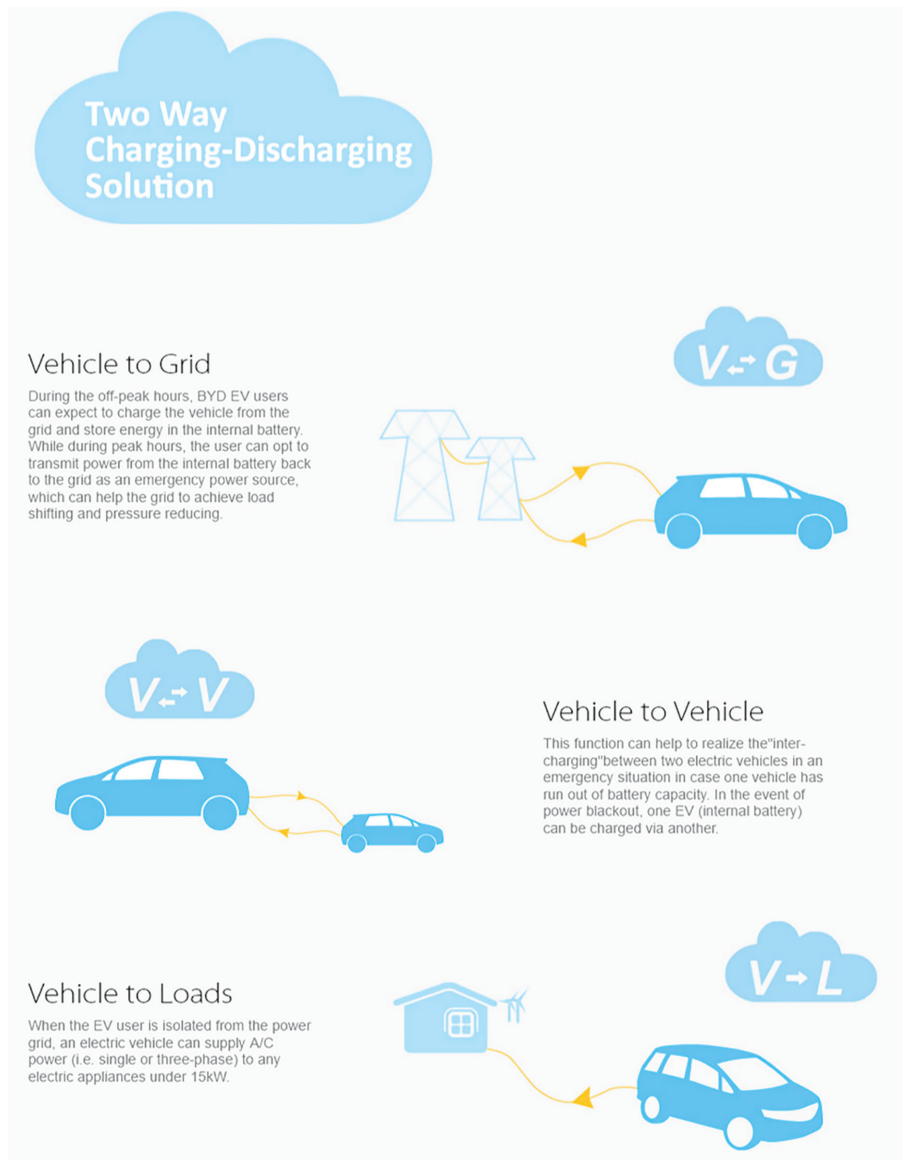 Two Way
Charging-Discharging
Solution
V⇄G
Vehicle to Grid
During the off-peak hours, BYD EV users
can expect to charge the vehicle from the
grid and store energy in the internal battery.
While during peak hours, the user can opt to
transmit power from the internal battery back
to the grid as an emergency power source,
which can help the grid to achieve load
shifting and pressure reducing.
V⇄V
Vehicle to Vehicle
This function can help to realize the"inter-
charging"between two electric vehicles in an
emergency situation in case one vehicle has
run out of battery capacity. In the event of
power blackout, one EV (internal battery)
can be charged via another.
V→L
Vehicle to Loads
When the EV user is isolated from the power
grid, an electric vehicle can supply A/C
power (i.e. single or three-phase) to any
electric appliances under 15kW.